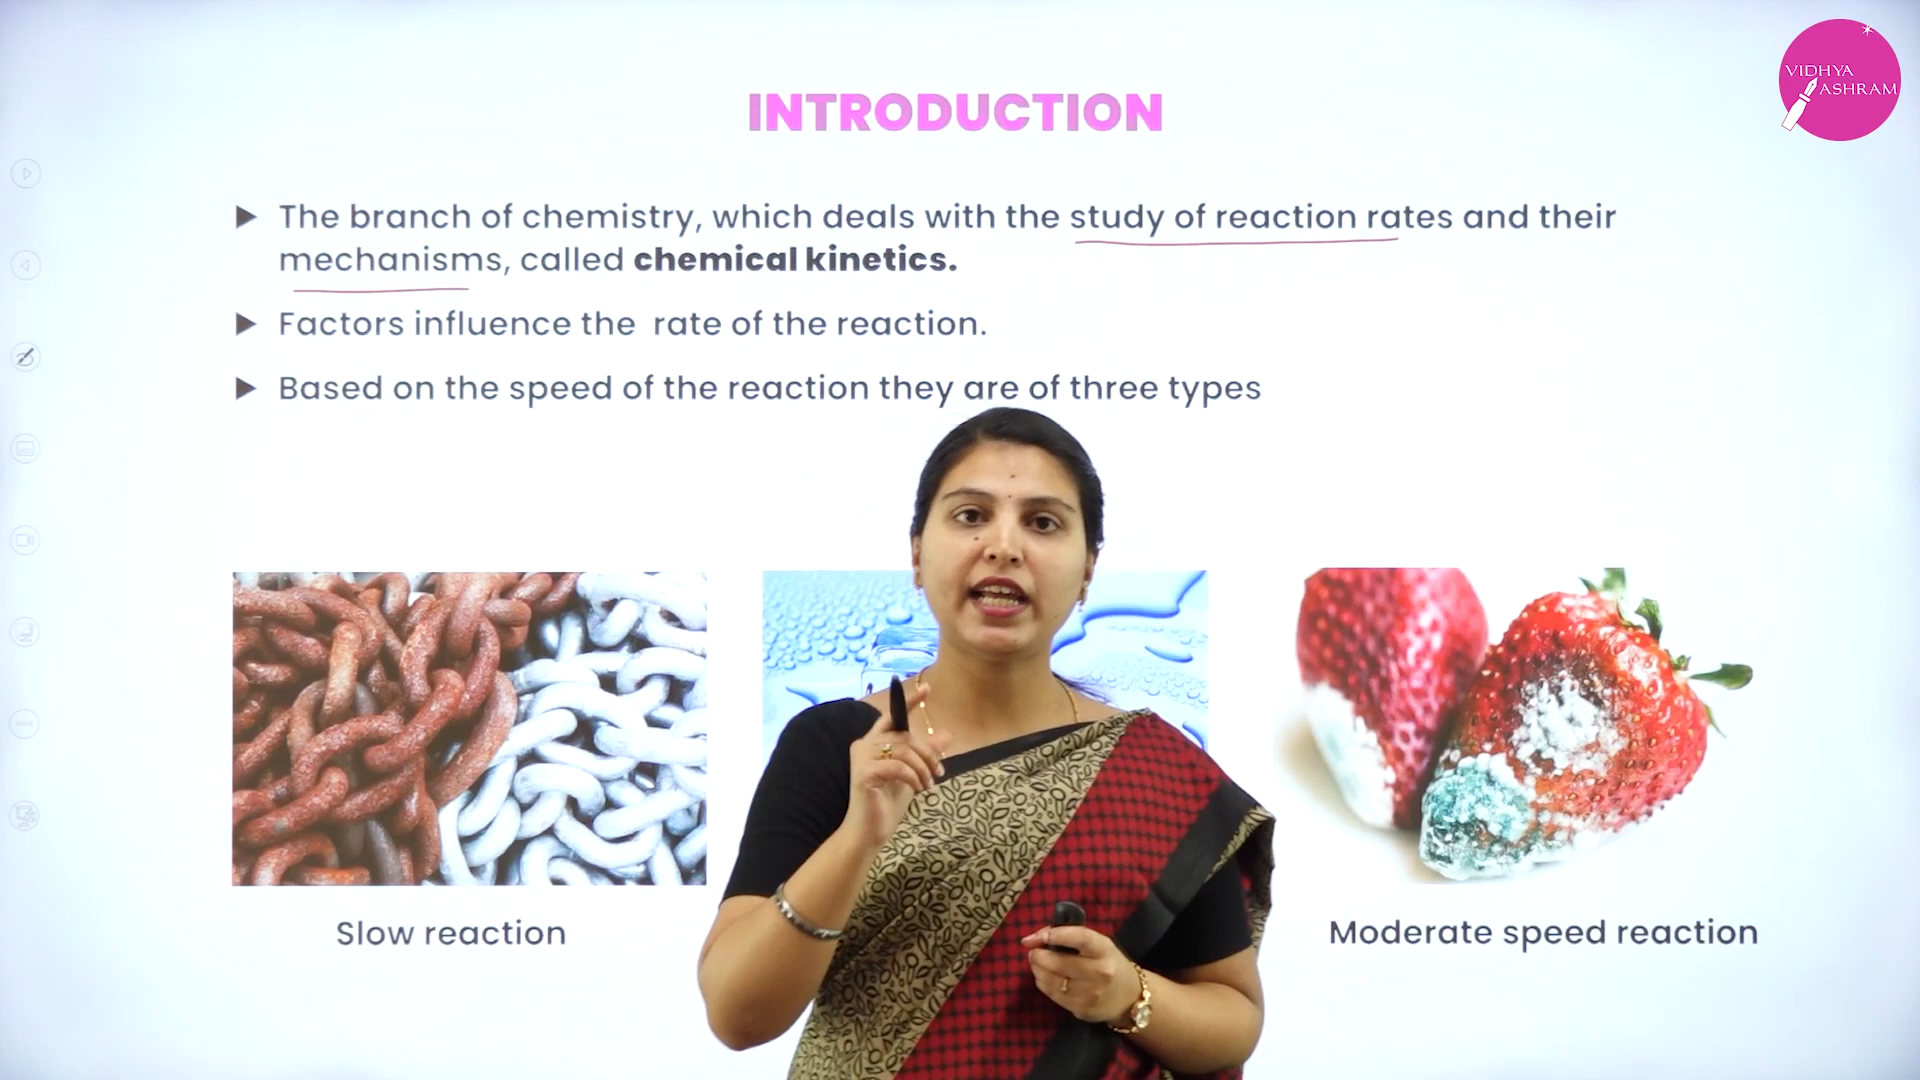 VIDHYA
ASHRAM
INTRODUCTION
The branch of chemistry, which deals with the study of reaction rates and their
mechanisms, called chemical kinetics.
Factors influence the rate of the reaction.
Based on the speed of the reaction they are of three types
Slow reaction
Moderate speed reaction